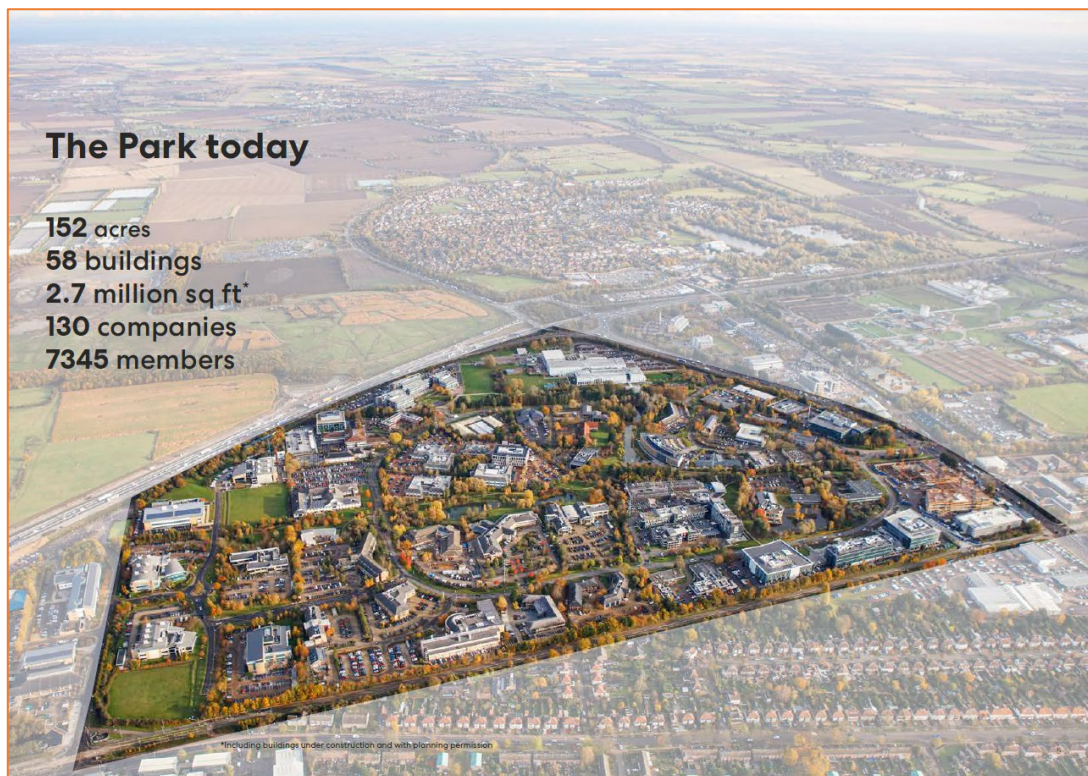 The Park today
152 acres
58 buildings
2.7 million sq ft*
130 companies
7345 members
*Including buildings under construction and with planning permission